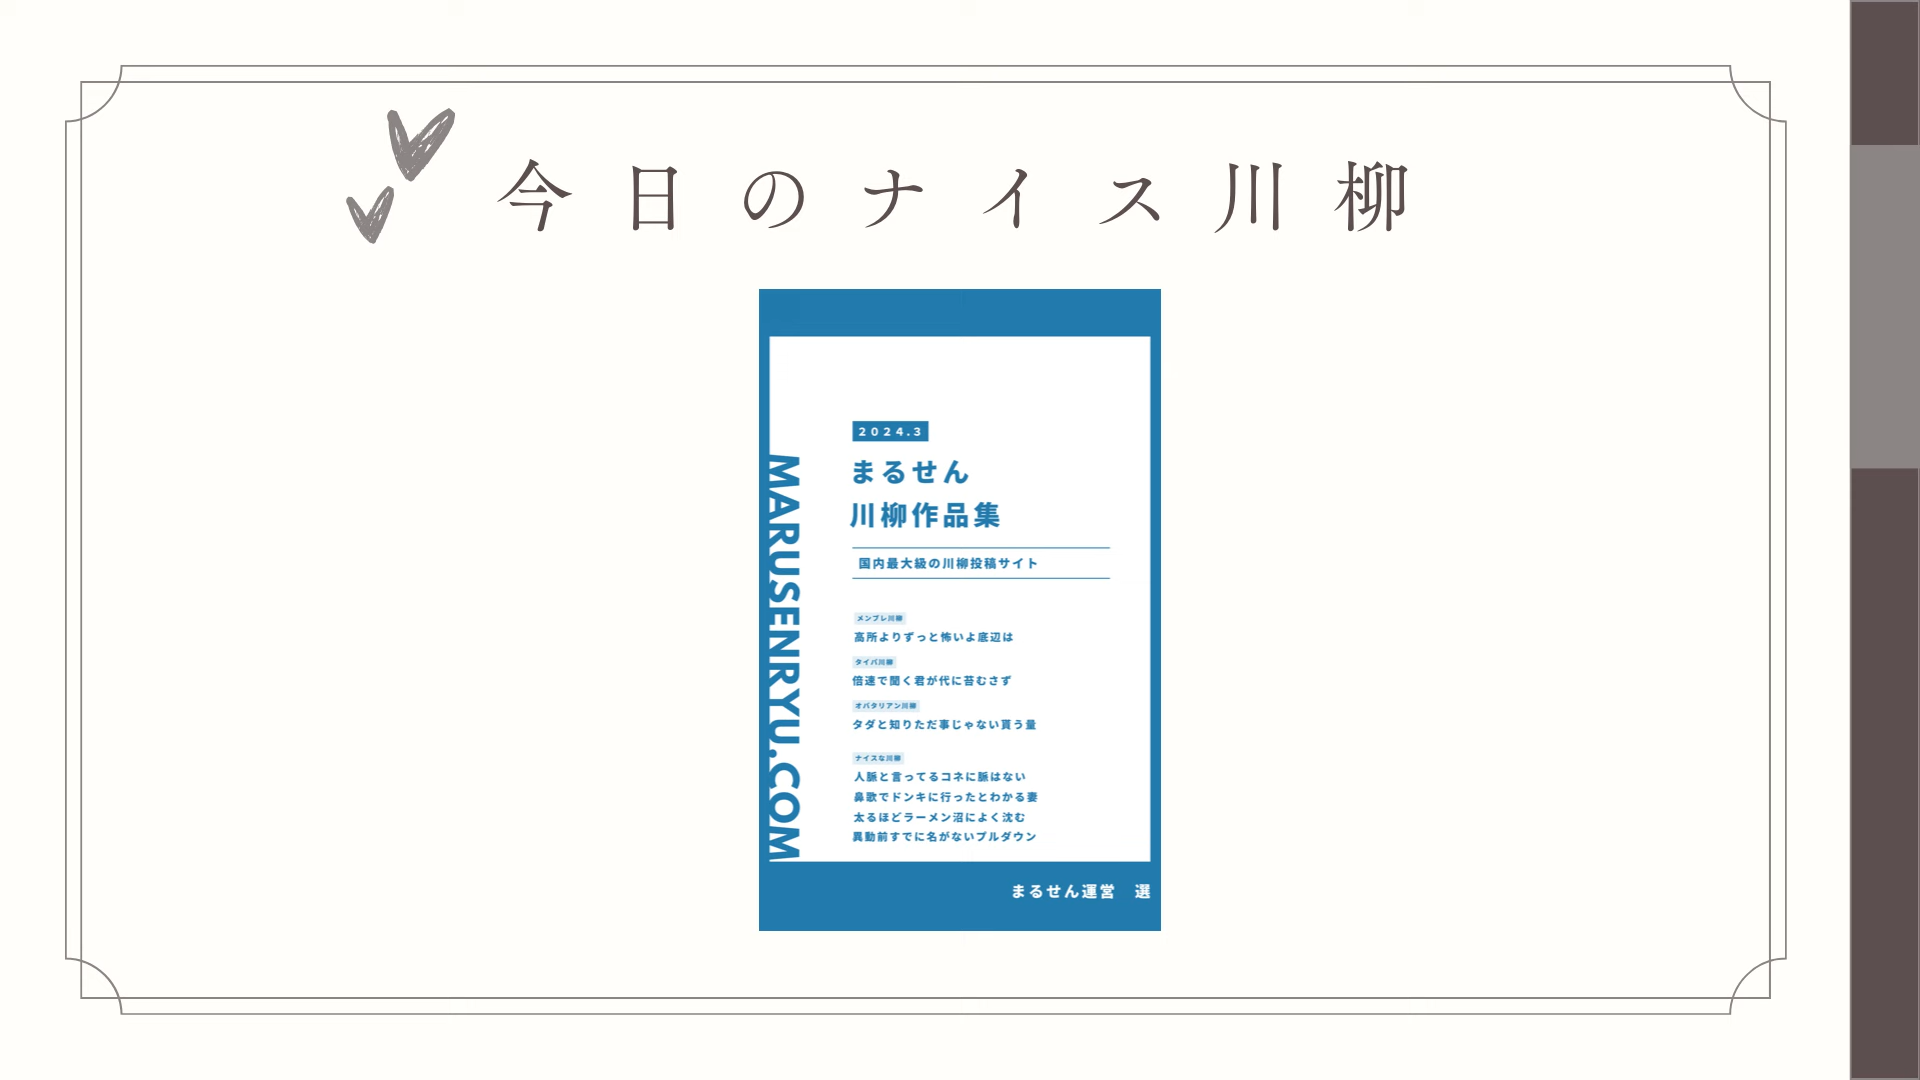 今日のナイス川柳
2024.3
まるせん
川柳作品集
国内最大級の川柳投稿サイト
MARUSENRYU.COM
メンブレ川柳
高所よりずっと怖いよ底辺は
タイパ川柳
倍速で聞く君が代に苔むさず
オバタリアン川柳
タダと知りただ事じゃない貰う量
ナイスな川柳
人脈と言ってるコネに脈はない
鼻歌でドンキに行ったとわかる妻
太るほどラーメン沼によく沈む
異動前すでに名がないプルダウン
まるせん運営　選